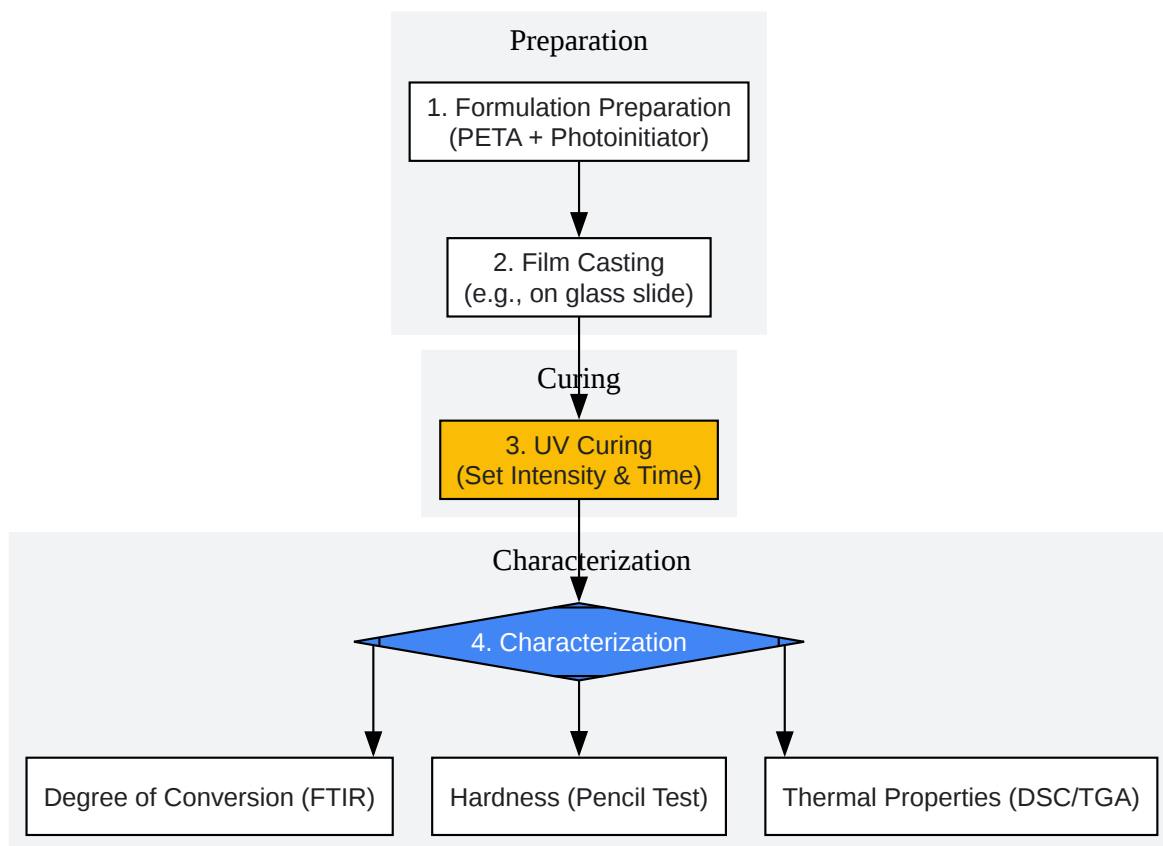 Preparation
1. Formulation Preparation
(PETA + Photoinitiator)
2. Film Casting
(e.g., on glass slide)
Curing
3. UV Curing
(Set Intensity & Time)
Characterization
4. Characterization
Degree of Conversion (FTIR)
Hardness (Pencil Test)
Thermal Properties (DSC/TGA)